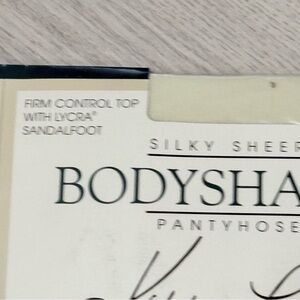 FIRM CONTROL TOP
WITH LYCRA®
SANDALFOOT
SILKY SHEER
BODYSHA
PANTYHOSE